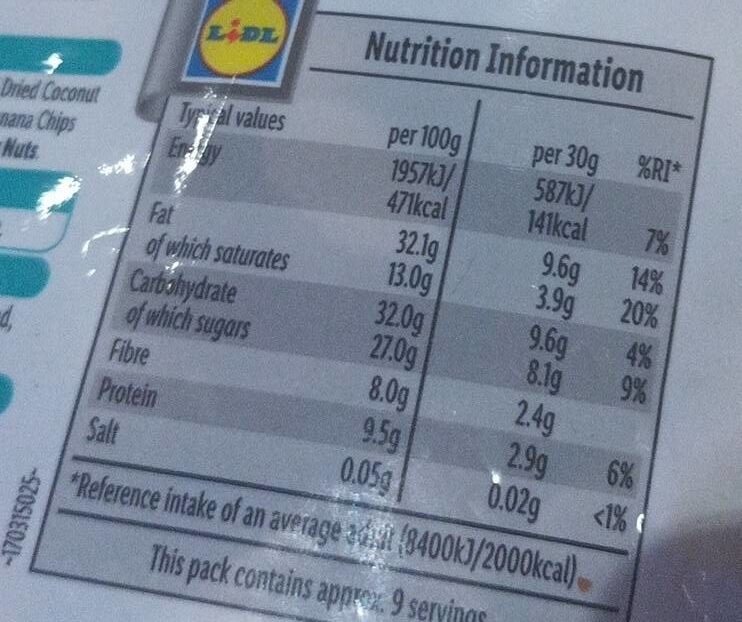 LiDL
Dried Coconut
nana Chips
Nuts
d,
Nutrition Information
Typical values per 100g per 30g %RI*
Energy 1957kJ/ 587kJ/
471kcal 141kcal 7%
Fat 32.1g 9.6g 14%
of which saturates 13.0g 3.9g 20%
Carbohydrate 32.0g 9.6g 4%
of which sugars 27.0g 8.1g 9%
Fibre 8.0g 2.4g
Protein 9.5g 2.9g 6%
Salt 0.05g 0.02g <1%
*Reference intake of an average adult (8400kJ/2000kcal).
This pack contains approx. 9 servings
-170315025-